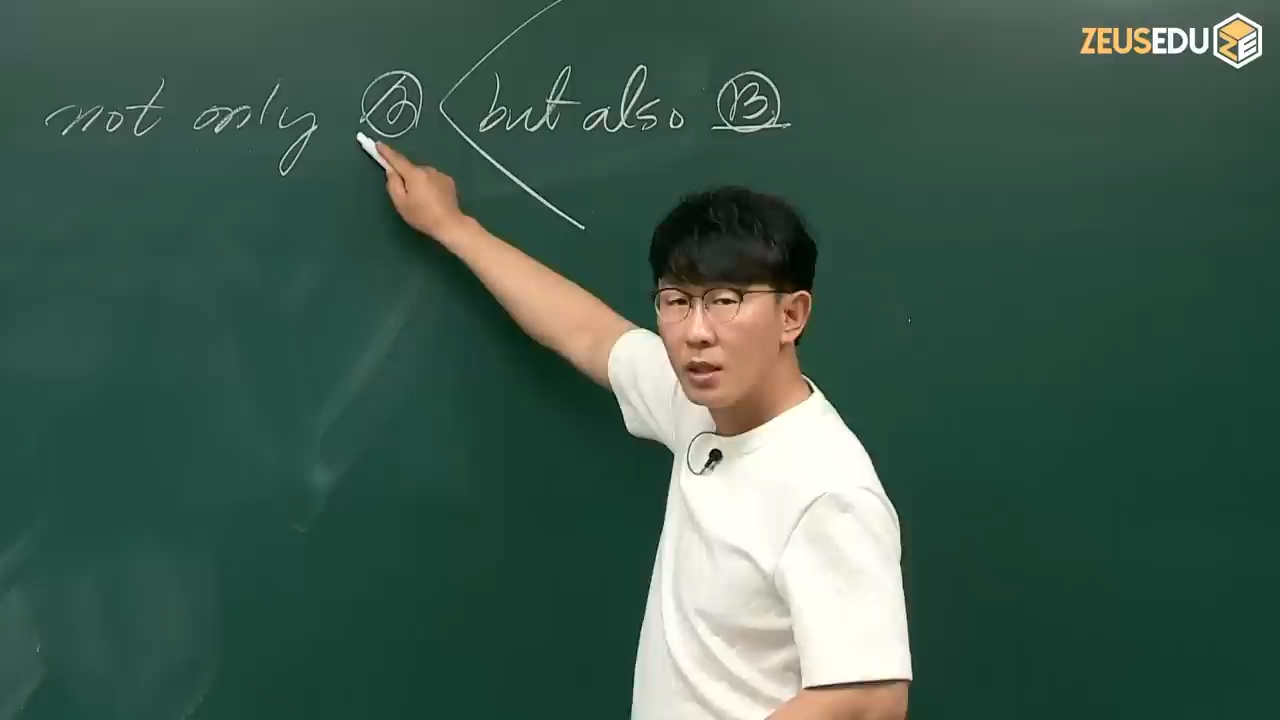 ZEUSEDU
not only Ⓐ < but also Ⓑ